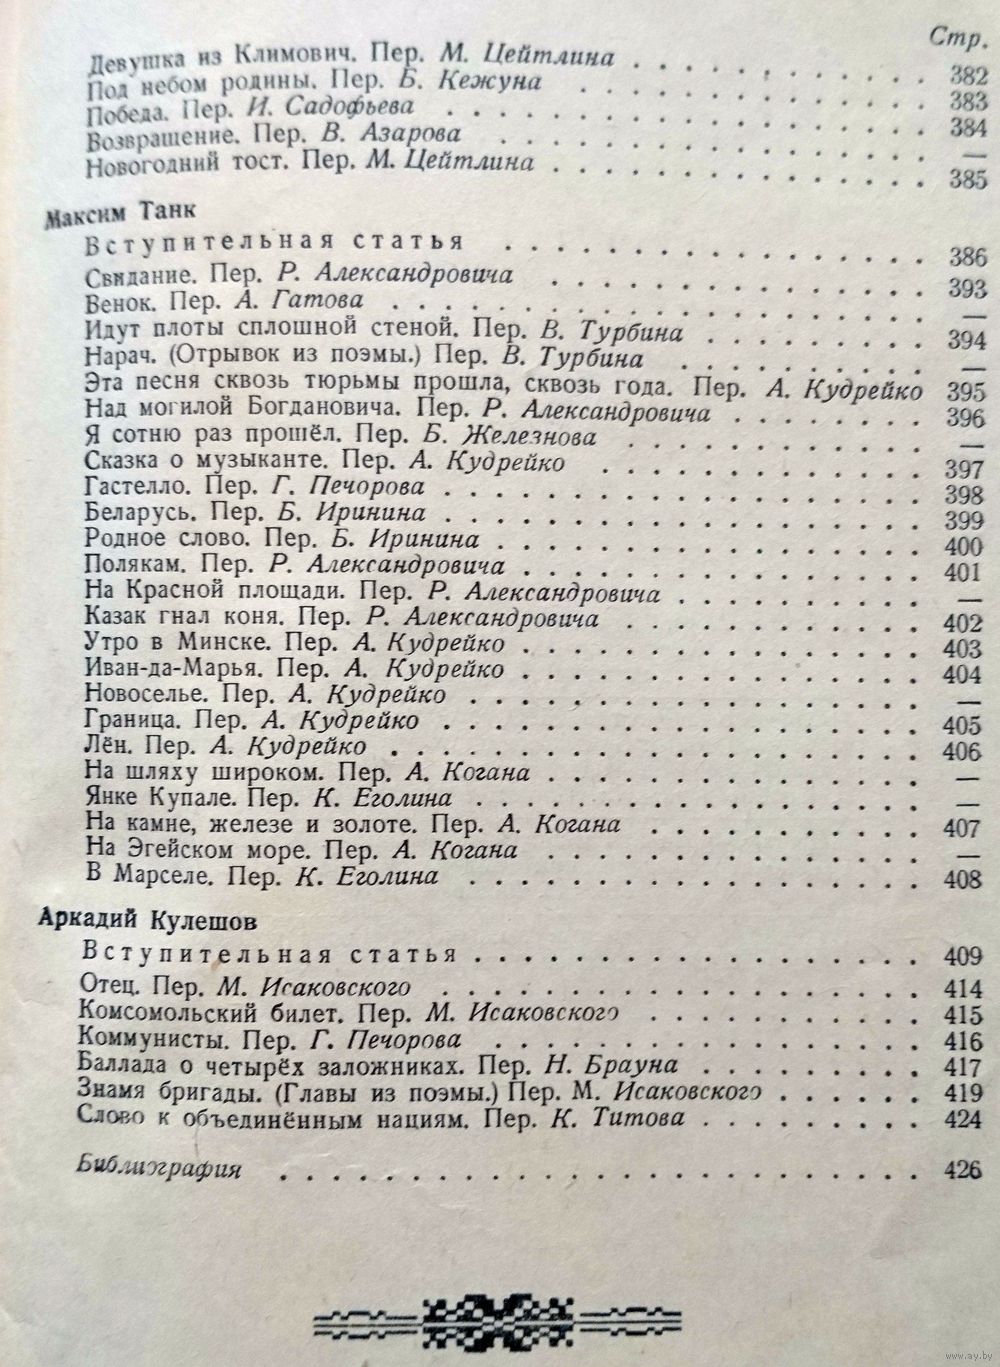 Стр.
Девушка из Климович. Пер. М. Цейтлина . . . . . . . . . . . . 382
Под небом родины. Пер. Б. Кежуна . . . . . . . . . . . . . . 383
Победа. Пер. И. Садофьева . . . . . . . . . . . . . . . . . . 384
Возвращение. Пер. В. Азарова . . . . . . . . . . . . . . . . —
Новогодний тост. Пер. М. Цейтлина . . . . . . . . . . . . . . 385
Максим Танк
Вступительная статья . . . . . . . . . . . . . . . . 386
Свидание. Пер. Р. Александровича . . . . . . . . . . . . . . 393
Венок. Пер. А. Гатова . . . . . . . . . . . . . . . . . . . . —
Идут плоты сплошной стеной. Пер. В. Турбина . . . . . . . . . 394
Нарач. (Отрывок из поэмы.) Пер. В. Турбина . . . . . . . . . . —
Эта песня сквозь тюрьмы прошла, сквозь года. Пер. А. Кудрейко 395
Над могилой Богдановича. Пер. Р. Александровича . . . . . . . . 396
Я сотню раз прошёл. Пер. Б. Железнова . . . . . . . . . . . . —
Сказка о музыканте. Пер. А. Кудрейко . . . . . . . . . . . . . 397
Гастелло. Пер. Г. Печорова . . . . . . . . . . . . . . . . . . 398
Беларусь. Пер. Б. Иринина . . . . . . . . . . . . . . . . . . 399
Родное слово. Пер. Б. Иринина . . . . . . . . . . . . . . . . 400
Полякам. Пер. Р. Александровича . . . . . . . . . . . . . . . 401
На Красной площади. Пер. Р. Александровича . . . . . . . . . . —
Казак гнал коня. Пер. Р. Александровича . . . . . . . . . . . . 402
Утро в Минске. Пер. А. Кудрейко . . . . . . . . . . . . . . . 403
Иван-да-Марья. Пер. А. Кудрейко . . . . . . . . . . . . . . . 404
Новоселье. Пер. А. Кудрейко . . . . . . . . . . . . . . . . . —
Граница. Пер. А. Кудрейко . . . . . . . . . . . . . . . . . . 405
Лён. Пер. А. Кудрейко . . . . . . . . . . . . . . . . . . . . 406
На шляху широком. Пер. А. Когана . . . . . . . . . . . . . . . —
Янке Купале. Пер. К. Еголина . . . . . . . . . . . . . . . . . —
На камне, железе и золоте. Пер. А. Когана . . . . . . . . . . . 407
На Эгейском море. Пер. А. Когана . . . . . . . . . . . . . . . —
В Марселе. Пер. К. Еголина . . . . . . . . . . . . . . . . . . 408
Аркадий Кулешов
Вступительная статья . . . . . . . . . . . . . . . . . 409
Отец. Пер. М. Исаковского . . . . . . . . . . . . . . . . . . 414
Комсомольский билет. Пер. М. Исаковского . . . . . . . . . . . 415
Коммунисты. Пер. Г. Печорова . . . . . . . . . . . . . . . . . 416
Баллада о четырёх заложниках. Пер. Н. Брауна . . . . . . . . . 417
Знамя бригады. (Главы из поэмы.) Пер. М. Исаковского . . . . . . 419
Слово к объединённым нациям. Пер. К. Титова . . . . . . . . . 424
Библиография . . . . . . . . . . . . . . . . . . . . . . . . . 426
www.ay.by